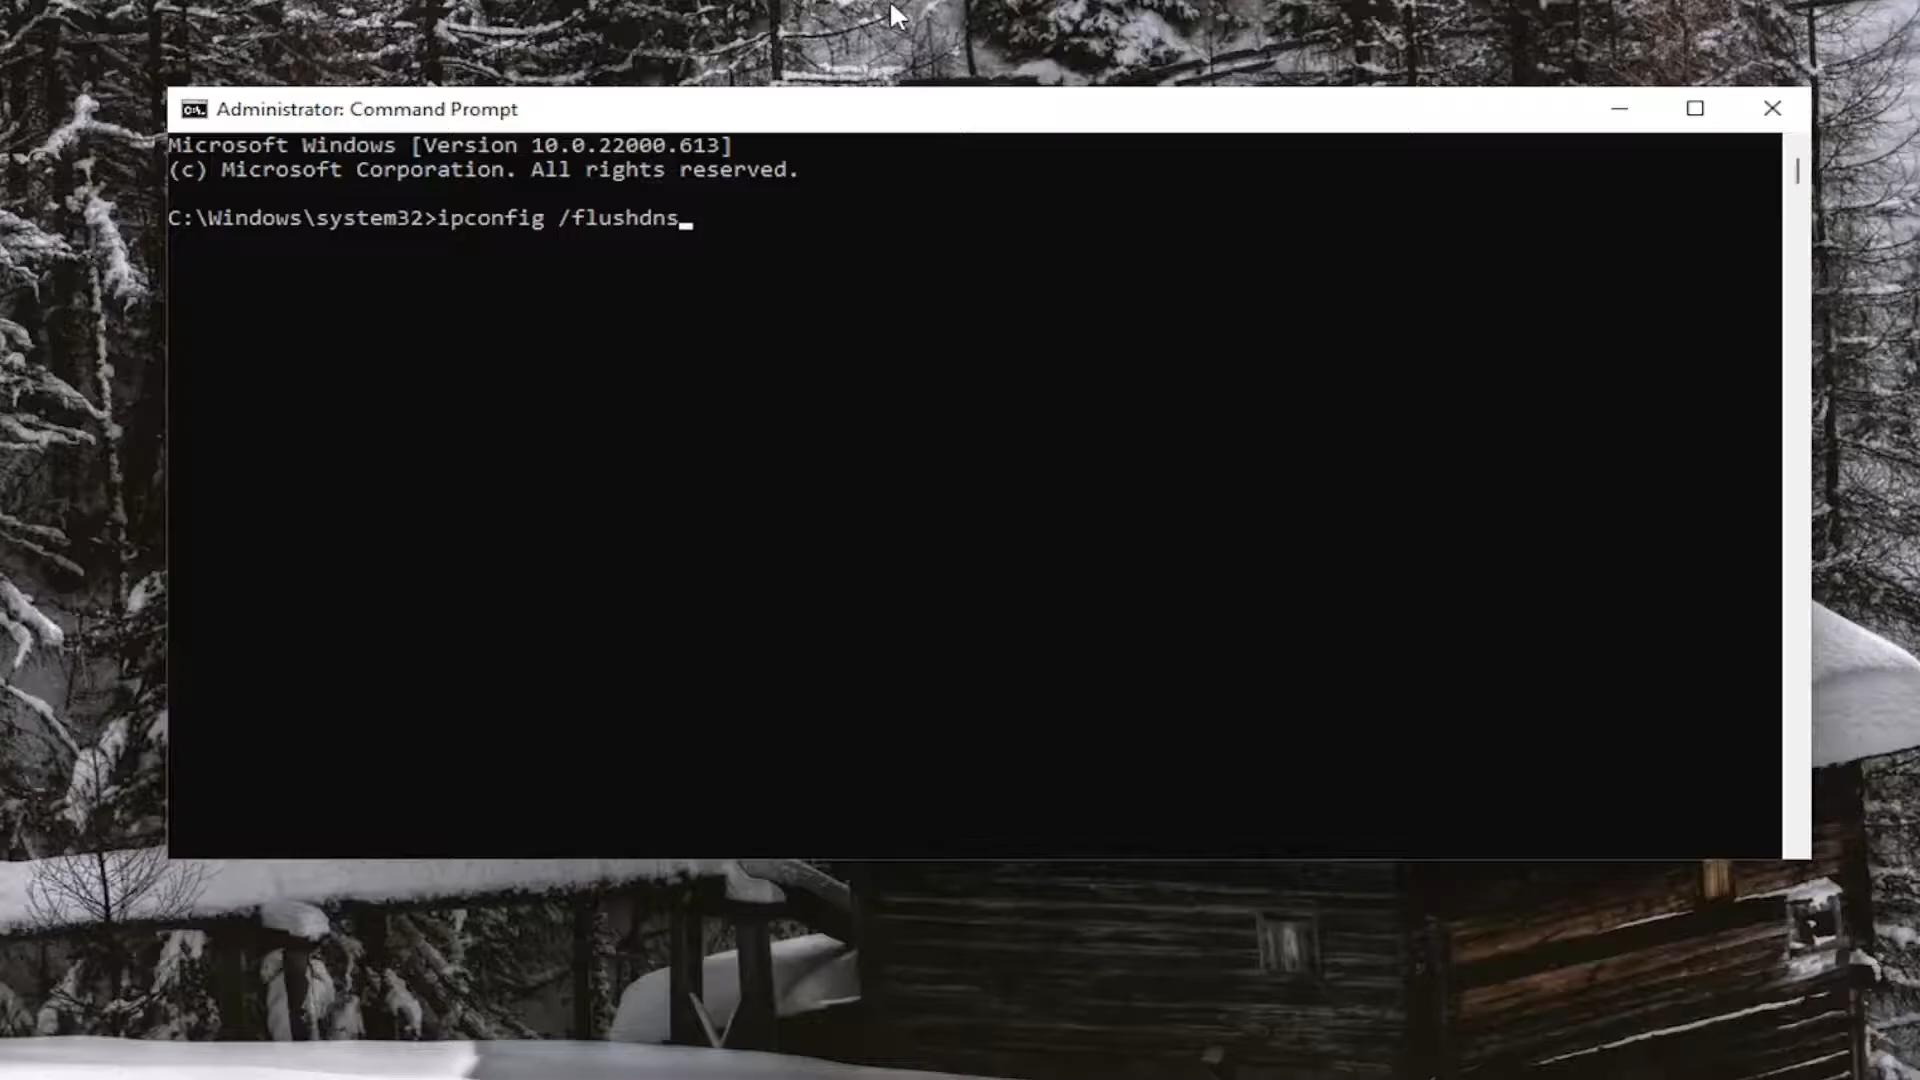 Administrator: Command Prompt
Microsoft Windows [Version 10.0.22000.613]
(c) Microsoft Corporation. All rights reserved.
C:\Windows\system32>ipconfig /flushdns